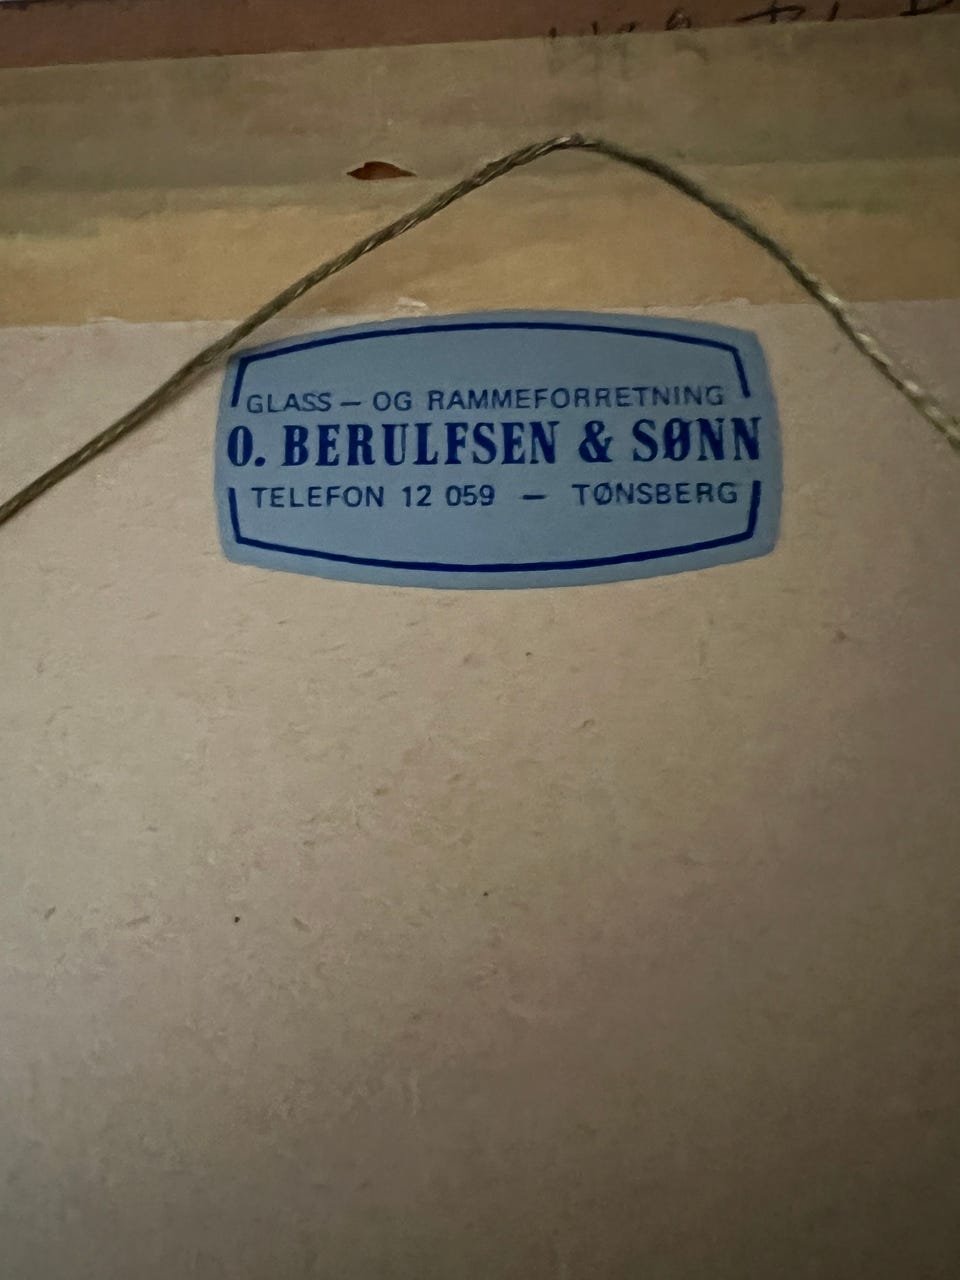 GLASS – OG RAMMEFORRETNING
O. BERULFSEN & SØNN
TELEFON 12 059 – TØNSBERG